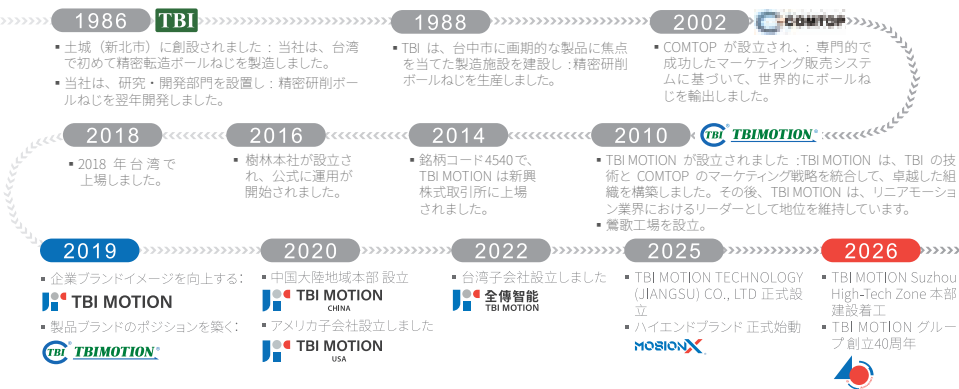 1986 TBI
▪ 土城（新北市）に創設されました : 当社は、台湾
で初めて精密転造ボールねじを製造しました。
▪ 当社は、研究・開発部門を設置し : 精密研削ボー
ルねじを翌年開発しました。
1988
▪ TBI は、台中市に画期的な製品に焦点
を当てた製造施設を建設し : 精密研削
ボールねじを生産しました。
2002 COMTOP
▪ COMTOP が設立され、: 専門的で
成功したマーケティング販売システ
ムに基づいて、世界的にボールね
じを輸出しました。
2010 TBI TBIMOTION®
▪ TBI MOTION が設立されました :TBI MOTION は、TBI の技
術と COMTOP のマーケティング戦略を統合して、卓越した組
織を構築しました。その後、TBI MOTION は、リニアモーショ
ン業界におけるリーダーとして地位を維持しています。
▪ 鶯歌工場を設立。
2014
▪ 銘柄コード4540で、
TBI MOTION は新興
株式取引所に上場
されました。
2016
▪ 樹林本社が設立さ
れ、公式に運用が
開始されました。
2018
▪ 2018 年台湾で
上場しました。
2019
▪ 企業ブランドイメージを向上する:
TBI MOTION
▪ 製品ブランドのポジションを築く:
TBI TBIMOTION®
2020
▪ 中国大陸地域本部 設立
TBI MOTION
CHINA
▪ アメリカ子会社設立しました
TBI MOTION
USA
2022
▪ 台湾子会社設立しました
全傳智能
TBI MOTION
2025
▪ TBI MOTION TECHNOLOGY
(JIANGSU) CO., LTD 正式設
立
▪ ハイエンドブランド 正式始動
MOSIONX
2026
▪ TBI MOTION Suzhou
High-Tech Zone 本部
建設着工
▪ TBI MOTION グルー
プ創立40周年
40